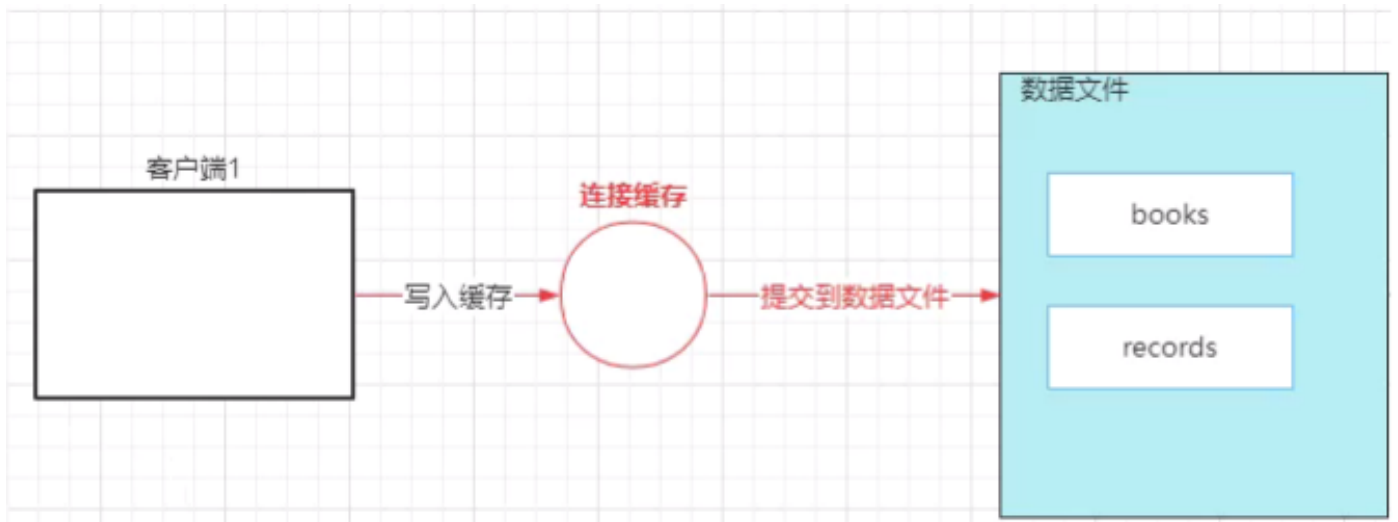 数据文件
客户端1
连接缓存
books
写入缓存
提交到数据文件
records